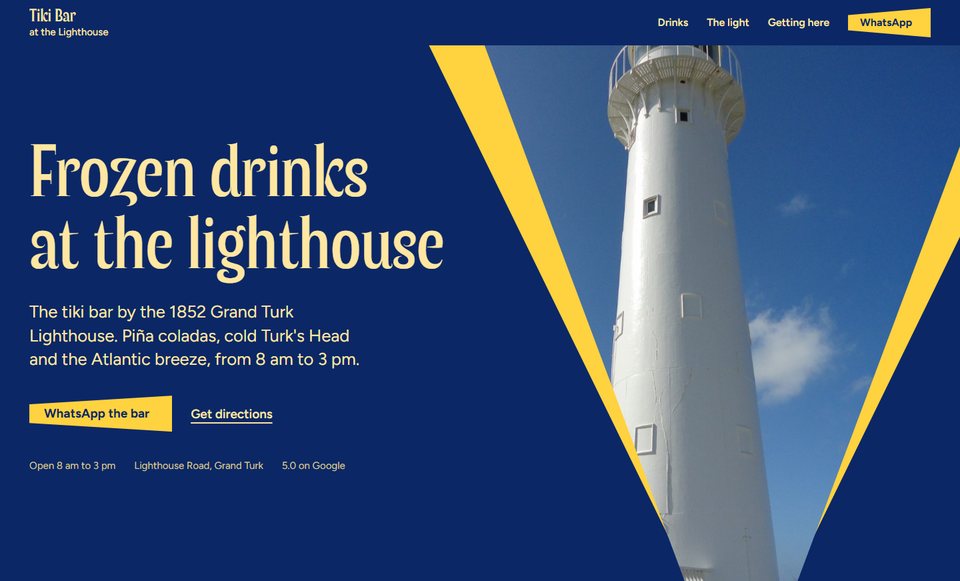 Tiki Bar
at the Lighthouse
Drinks
The light
Getting here
WhatsApp
Frozen drinks
at the lighthouse
The tiki bar by the 1852 Grand Turk
Lighthouse. Piña coladas, cold Turk's Head
and the Atlantic breeze, from 8 am to 3 pm.
WhatsApp the bar
Get directions
Open 8 am to 3 pm
Lighthouse Road, Grand Turk
5.0 on Google